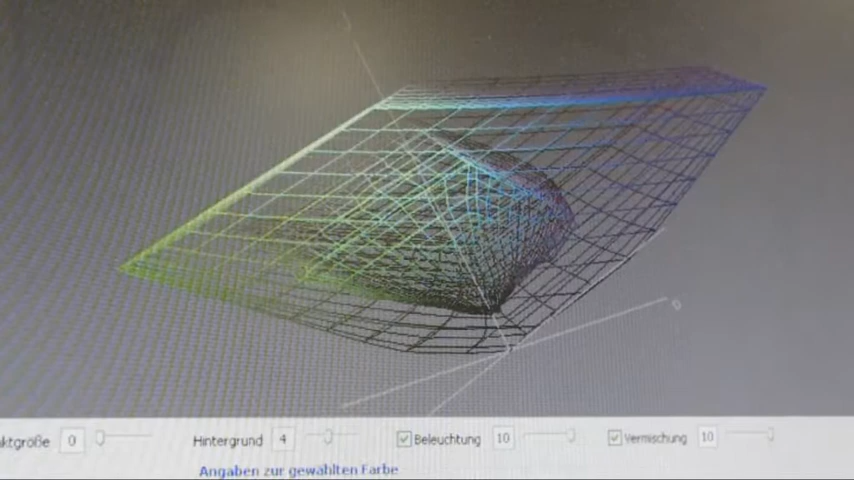 ktgröße 0 Hintergrund 4 Beleuchtung 10 Vermischung 10
Angaben zur gewählten Farbe